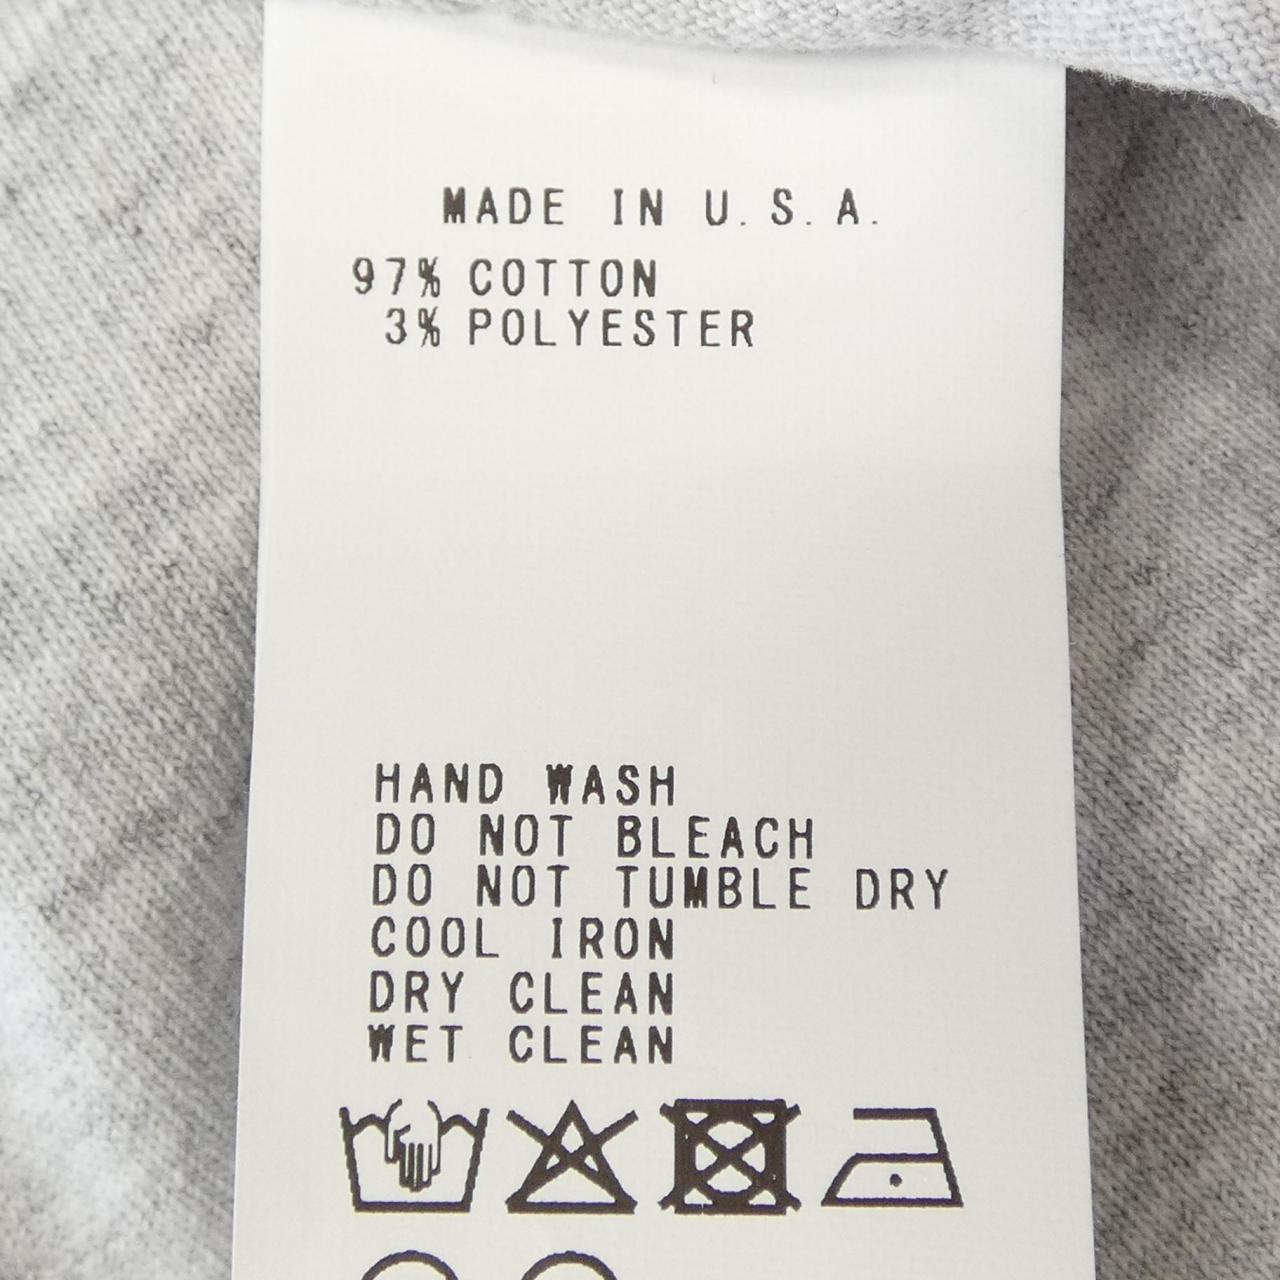 MADE IN U.S.A.
97% COTTON
3% POLYESTER
HAND WASH
DO NOT BLEACH
DO NOT TUMBLE DRY
COOL IRON
DRY CLEAN
WET CLEAN